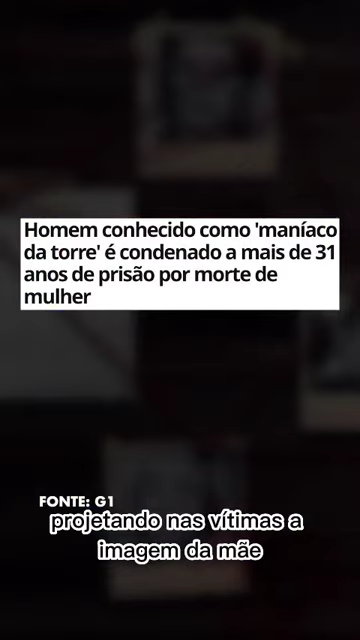 Homem conhecido como 'maníaco
da torre' é condenado a mais de 31
anos de prisão por morte de
mulher
FONTE: G1
projetando nas vítimas a
imagem da mãe